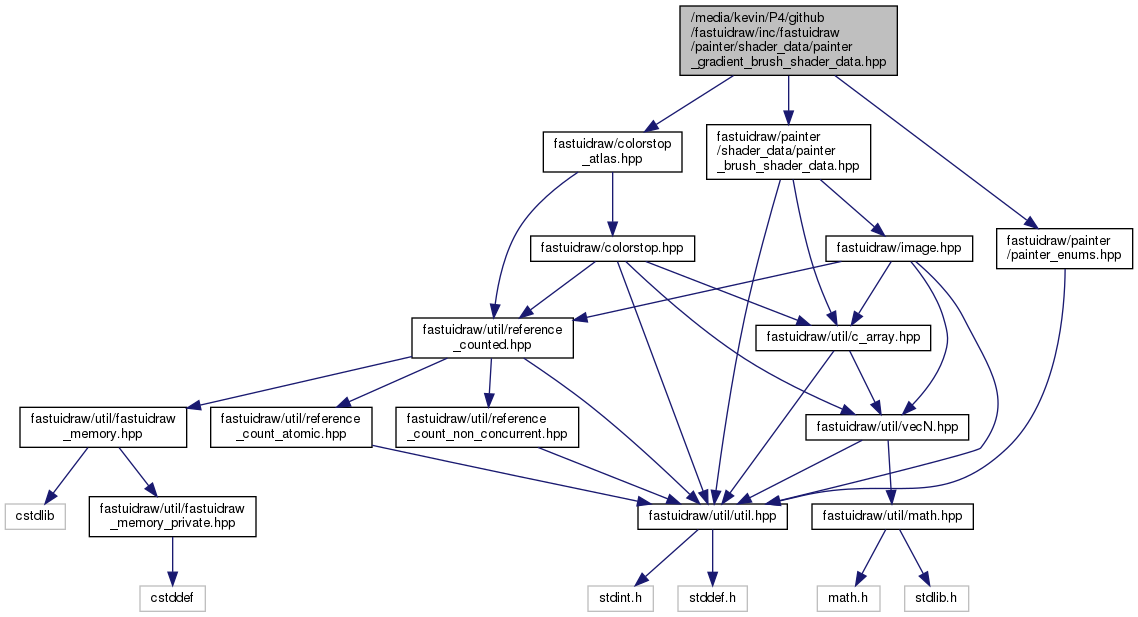 /media/kevin/P4/github
/fastuidraw/inc/fastuidraw
/painter/shader_data/painter
_gradient_brush_shader_data.hpp
fastuidraw/colorstop
_atlas.hpp
fastuidraw/painter
/shader_data/painter
_brush_shader_data.hpp
fastuidraw/colorstop.hpp
fastuidraw/image.hpp
fastuidraw/painter
/painter_enums.hpp
fastuidraw/util/reference
_counted.hpp
fastuidraw/util/c_array.hpp
fastuidraw/util/fastuidraw
_memory.hpp
fastuidraw/util/reference
_count_atomic.hpp
fastuidraw/util/reference
_count_non_concurrent.hpp
fastuidraw/util/vecN.hpp
cstdlib
fastuidraw/util/fastuidraw
_memory_private.hpp
fastuidraw/util/util.hpp
fastuidraw/util/math.hpp
cstddef
stdint.h
stddef.h
math.h
stdlib.h